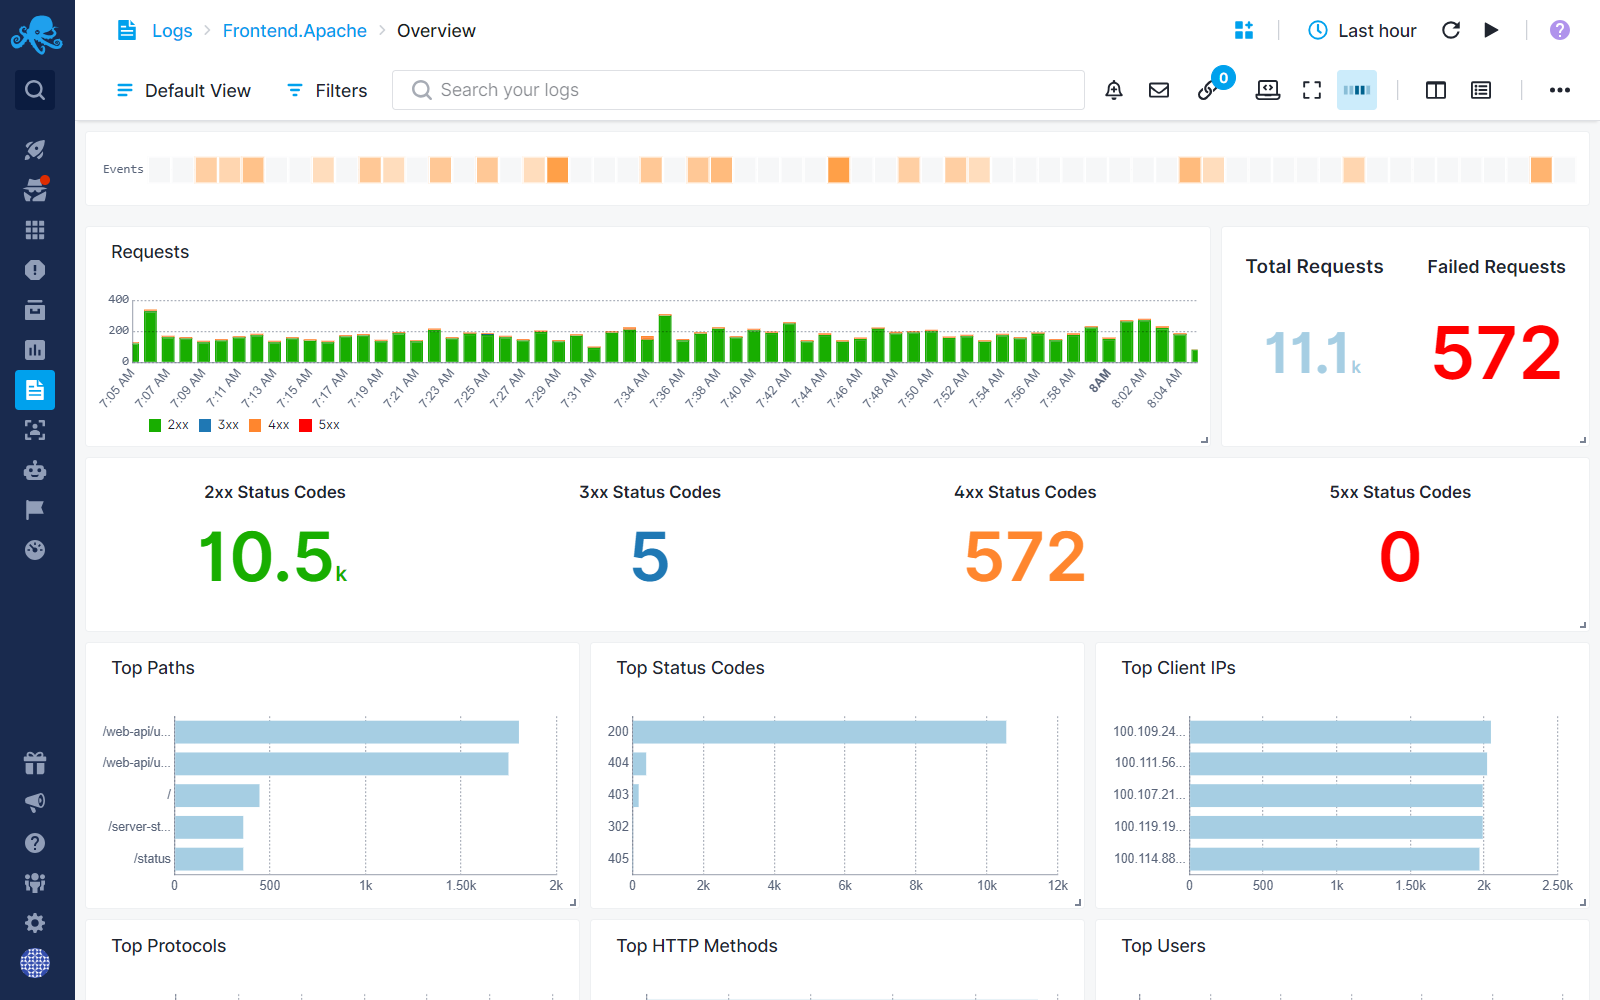 Logs > Frontend.Apache > Overview
Last hour
?
Default View
Filters
Search your logs
0
Events
Requests
400
200
0
7:05 AM 7:07 AM 7:09 AM 7:11 AM 7:13 AM 7:15 AM 7:17 AM 7:19 AM 7:21 AM 7:23 AM 7:25 AM 7:27 AM 7:29 AM 7:31 AM 7:34 AM 7:36 AM 7:38 AM 7:40 AM 7:42 AM 7:44 AM 7:46 AM 7:48 AM 7:50 AM 7:52 AM 7:54 AM 7:56 AM 7:58 AM 8AM 8:02 AM 8:04 AM
2xx 3xx 4xx 5xx
Total Requests
11.1k
Failed Requests
572
2xx Status Codes
10.5k
3xx Status Codes
5
4xx Status Codes
572
5xx Status Codes
0
Top Paths
/web-api/u...
/web-api/u...
/
/server-st...
/status
0 500 1k 1.50k 2k
Top Status Codes
200
404
403
302
405
0 2k 4k 6k 8k 10k 12k
Top Client IPs
100.109.24...
100.111.56...
100.107.21...
100.119.19...
100.114.88...
0 500 1k 1.50k 2k 2.50k
Top Protocols
Top HTTP Methods
Top Users